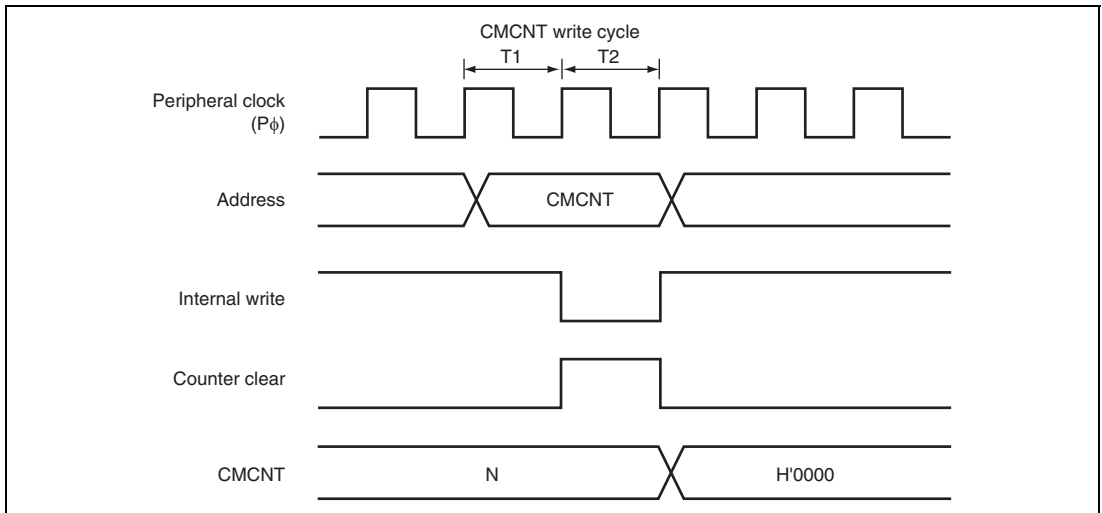 CMCNT write cycle
T1 T2
Peripheral clock
(Pϕ)
Address CMCNT
Internal write
Counter clear
CMCNT N H'0000